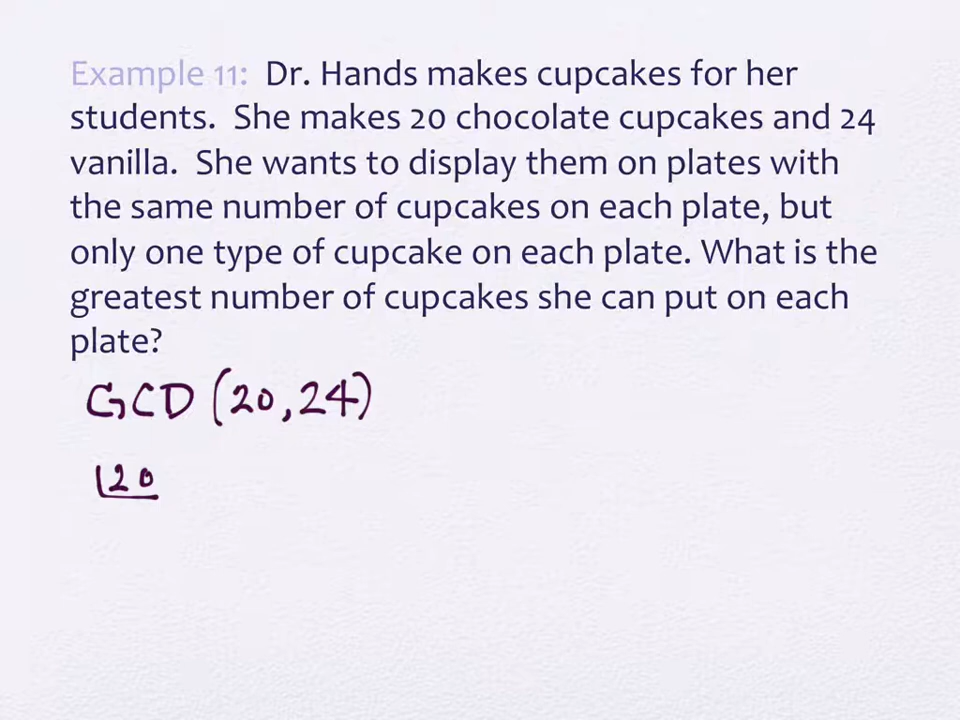 Example 11: Dr. Hands makes cupcakes for her
students. She makes 20 chocolate cupcakes and 24
vanilla. She wants to display them on plates with
the same number of cupcakes on each plate, but
only one type of cupcake on each plate. What is the
greatest number of cupcakes she can put on each
plate?
GCD (20,24)
20